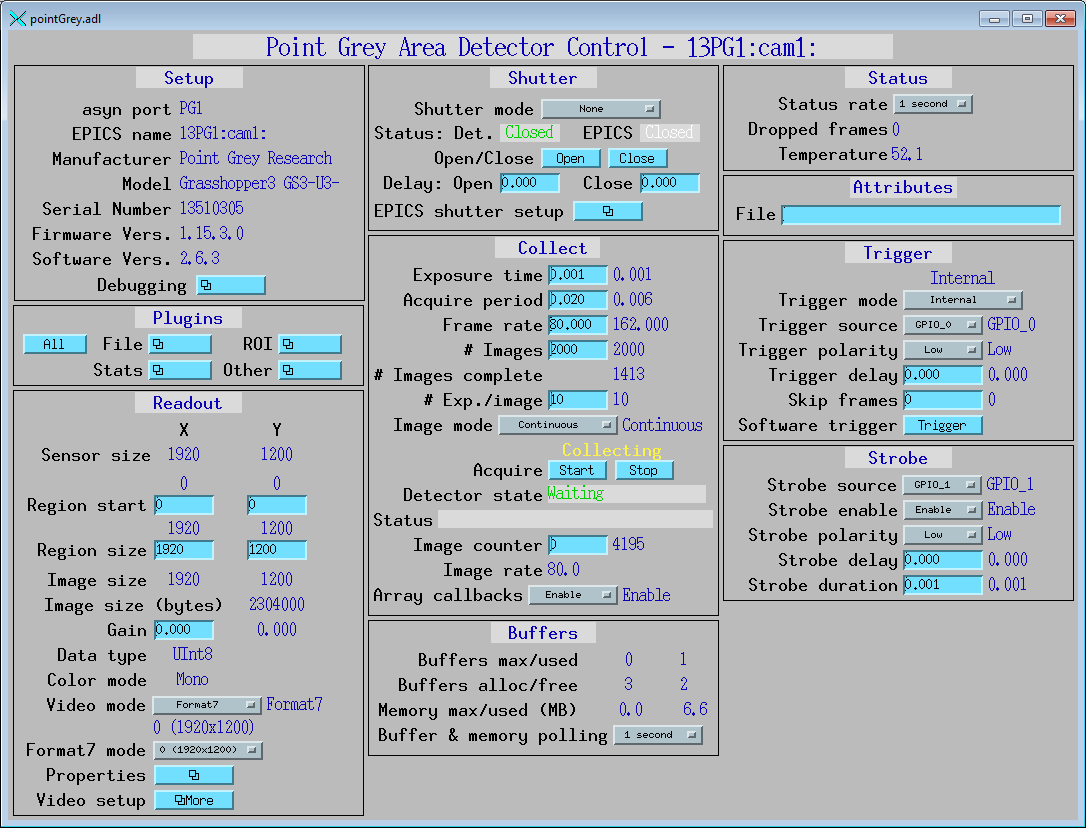 pointGrey.adl
Point Grey Area Detector Control - 13PG1:cam1:
Setup
asyn port PG1
EPICS name 13PG1:cam1:
Manufacturer Point Grey Research
Model Grasshopper3 GS3-U3-
Serial Number 13510305
Firmware Vers. 1.15.3.0
Software Vers. 2.6.3
Debugging
Plugins
All File ROI
Stats Other
Readout
X Y
Sensor size 1920 1200
0 0
Region start 0 0
1920 1200
Region size 1920 1200
Image size 1920 1200
Image size (bytes) 2304000
Gain 0.000 0.000
Data type UInt8
Color mode Mono
Video mode Format7 Format7
0 (1920x1200)
Format7 mode 0 (1920x1200)
Properties
Video setup More
Shutter
Shutter mode None
Status: Det. Closed EPICS Closed
Open/Close Open Close
Delay: Open 0.000 Close 0.000
EPICS shutter setup
Collect
Exposure time 0.001 0.001
Acquire period 0.020 0.006
Frame rate 80.000 162.000
# Images 2000 2000
# Images complete 1413
# Exp./image 10 10
Image mode Continuous Continuous
Collecting
Acquire Start Stop
Detector state Waiting
Status
Image counter 0 4195
Image rate 80.0
Array callbacks Enable Enable
Buffers
Buffers max/used 0 1
Buffers alloc/free 3 2
Memory max/used (MB) 0.0 6.6
Buffer & memory polling 1 second
Status
Status rate 1 second
Dropped frames 0
Temperature 52.1
Attributes
File
Trigger
Internal
Trigger mode Internal
Trigger source GPIO_0 GPIO_0
Trigger polarity Low Low
Trigger delay 0.000 0.000
Skip frames 0 0
Software trigger Trigger
Strobe
Strobe source GPIO_1 GPIO_1
Strobe enable Enable Enable
Strobe polarity Low Low
Strobe delay 0.000 0.000
Strobe duration 0.001 0.001